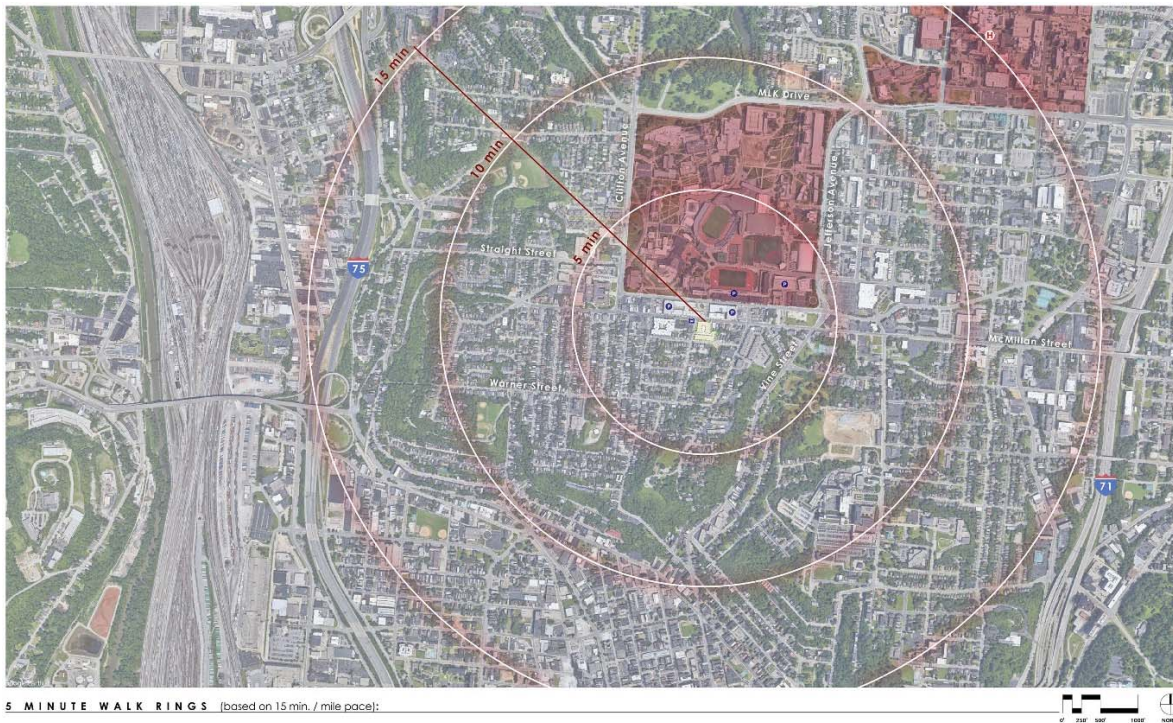 15 min
H
MLK Drive
10 min
Clifton Avenue
Jefferson Avenue
5 min
Straight Street
75
P
P
P
P
McMillan Street
Vine Street
Warner Street
71
5 MINUTE WALK RINGS (based on 15 min. / mile pace):
0' 250' 500' 1000'